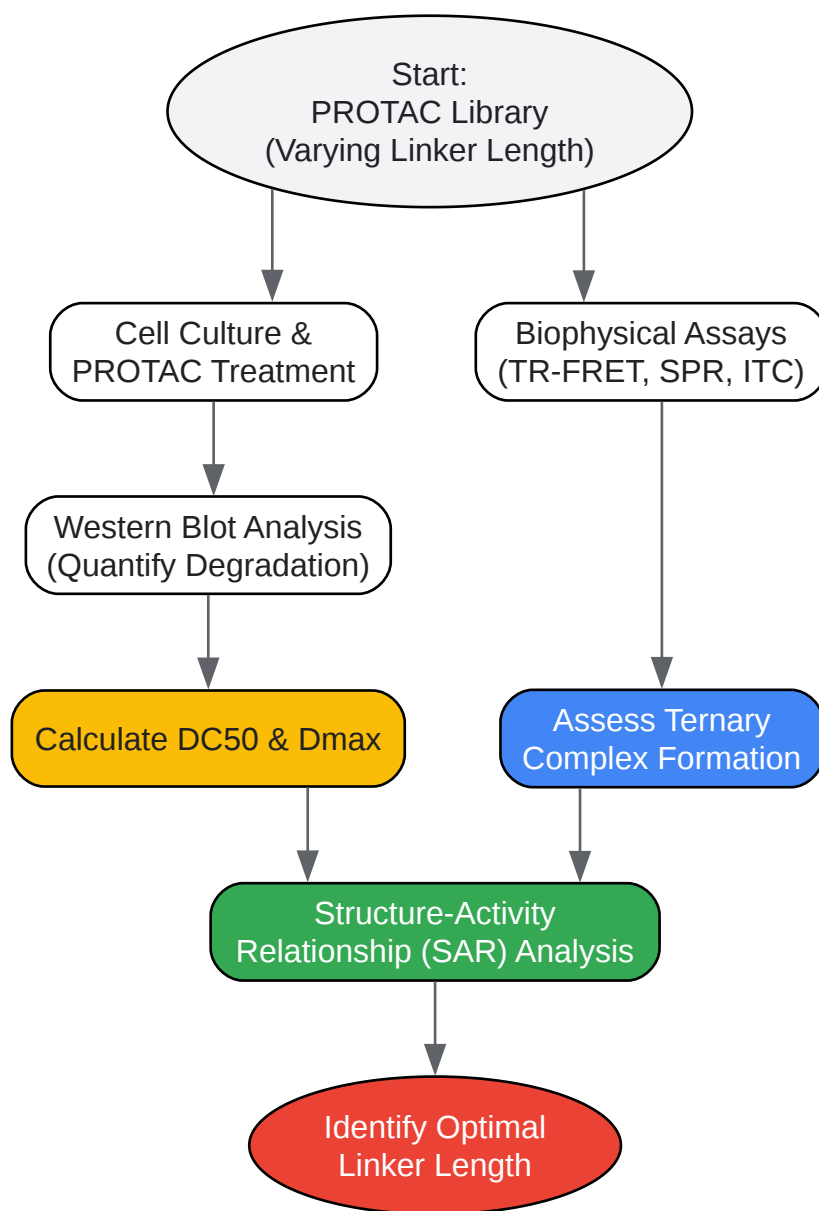 Start:
PROTAC Library
(Varying Linker Length)
Cell Culture &
PROTAC Treatment
Biophysical Assays
(TR-FRET, SPR, ITC)
Western Blot Analysis
(Quantify Degradation)
Calculate DC50 & Dmax
Assess Ternary
Complex Formation
Structure-Activity
Relationship (SAR) Analysis
Identify Optimal
Linker Length